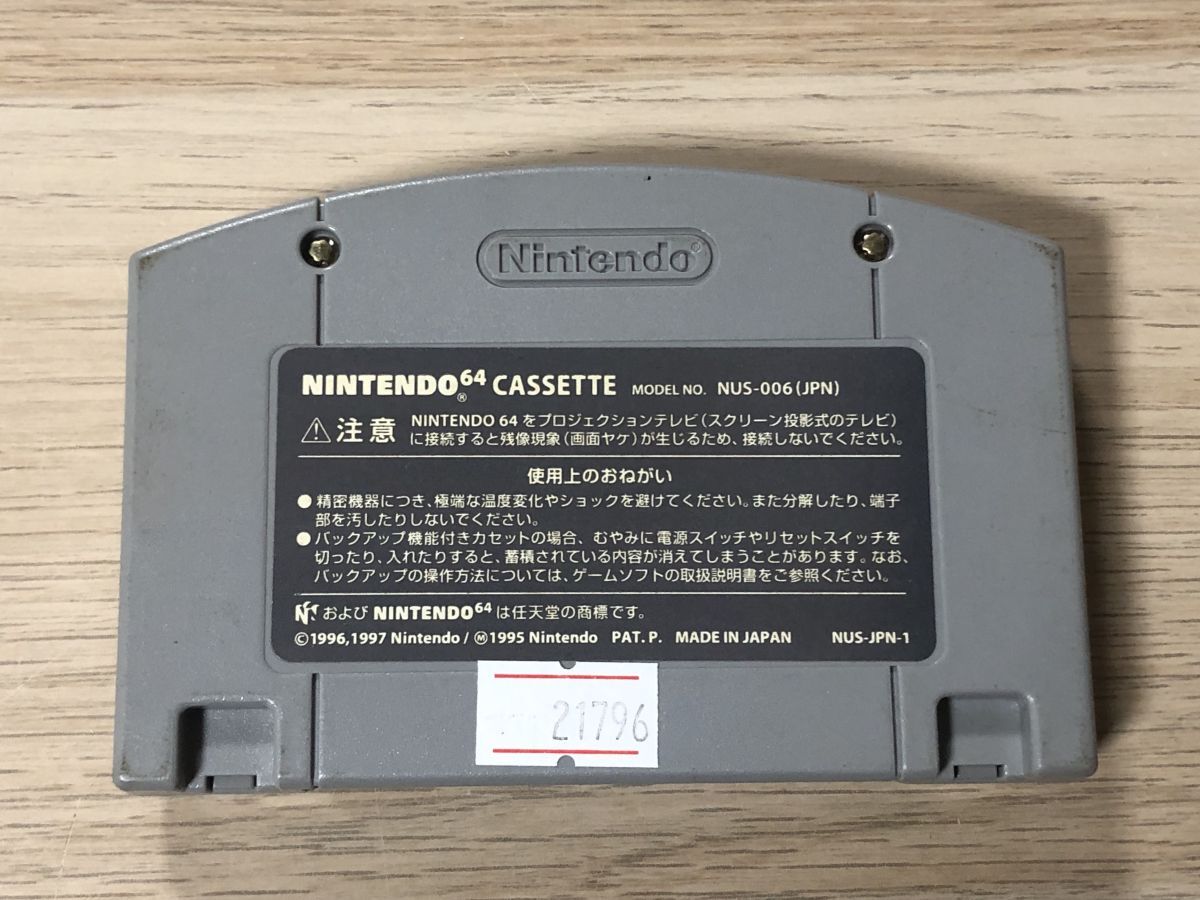 Nintendo®
NINTENDO64® CASSETTE MODEL NO. NUS-006(JPN)
⚠注意 NINTENDO 64をプロジェクションテレビ(スクリーン投影式のテレビ)
に接続すると残像現象(画面ヤケ)が生じるため、接続しないでください。
使用上のおねがい
●精密機器につき、極端な温度変化やショックを避けてください。また分解したり、端子
部を汚したりしないでください。
●バックアップ機能付きカセットの場合、むやみに電源スイッチやリセットスイッチを
切ったり、入れたりすると、蓄積されている内容が消えてしまうことがあります。なお、
バックアップの操作方法については、ゲームソフトの取扱説明書をご参照ください。
および NINTENDO64は任天堂の商標です。
©1996,1997 Nintendo/Ⓜ1995 Nintendo PAT. P. MADE IN JAPAN NUS-JPN-1
21796